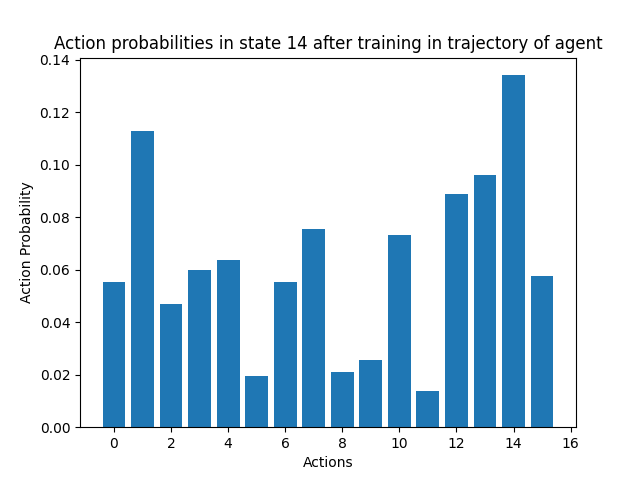 Action probabilities in state 14 after training in trajectory of agent
0.14
0.12
0.10
0.08
0.06
0.04
0.02
0.00
Action Probability
0 2 4 6 8 10 12 14 16
Actions